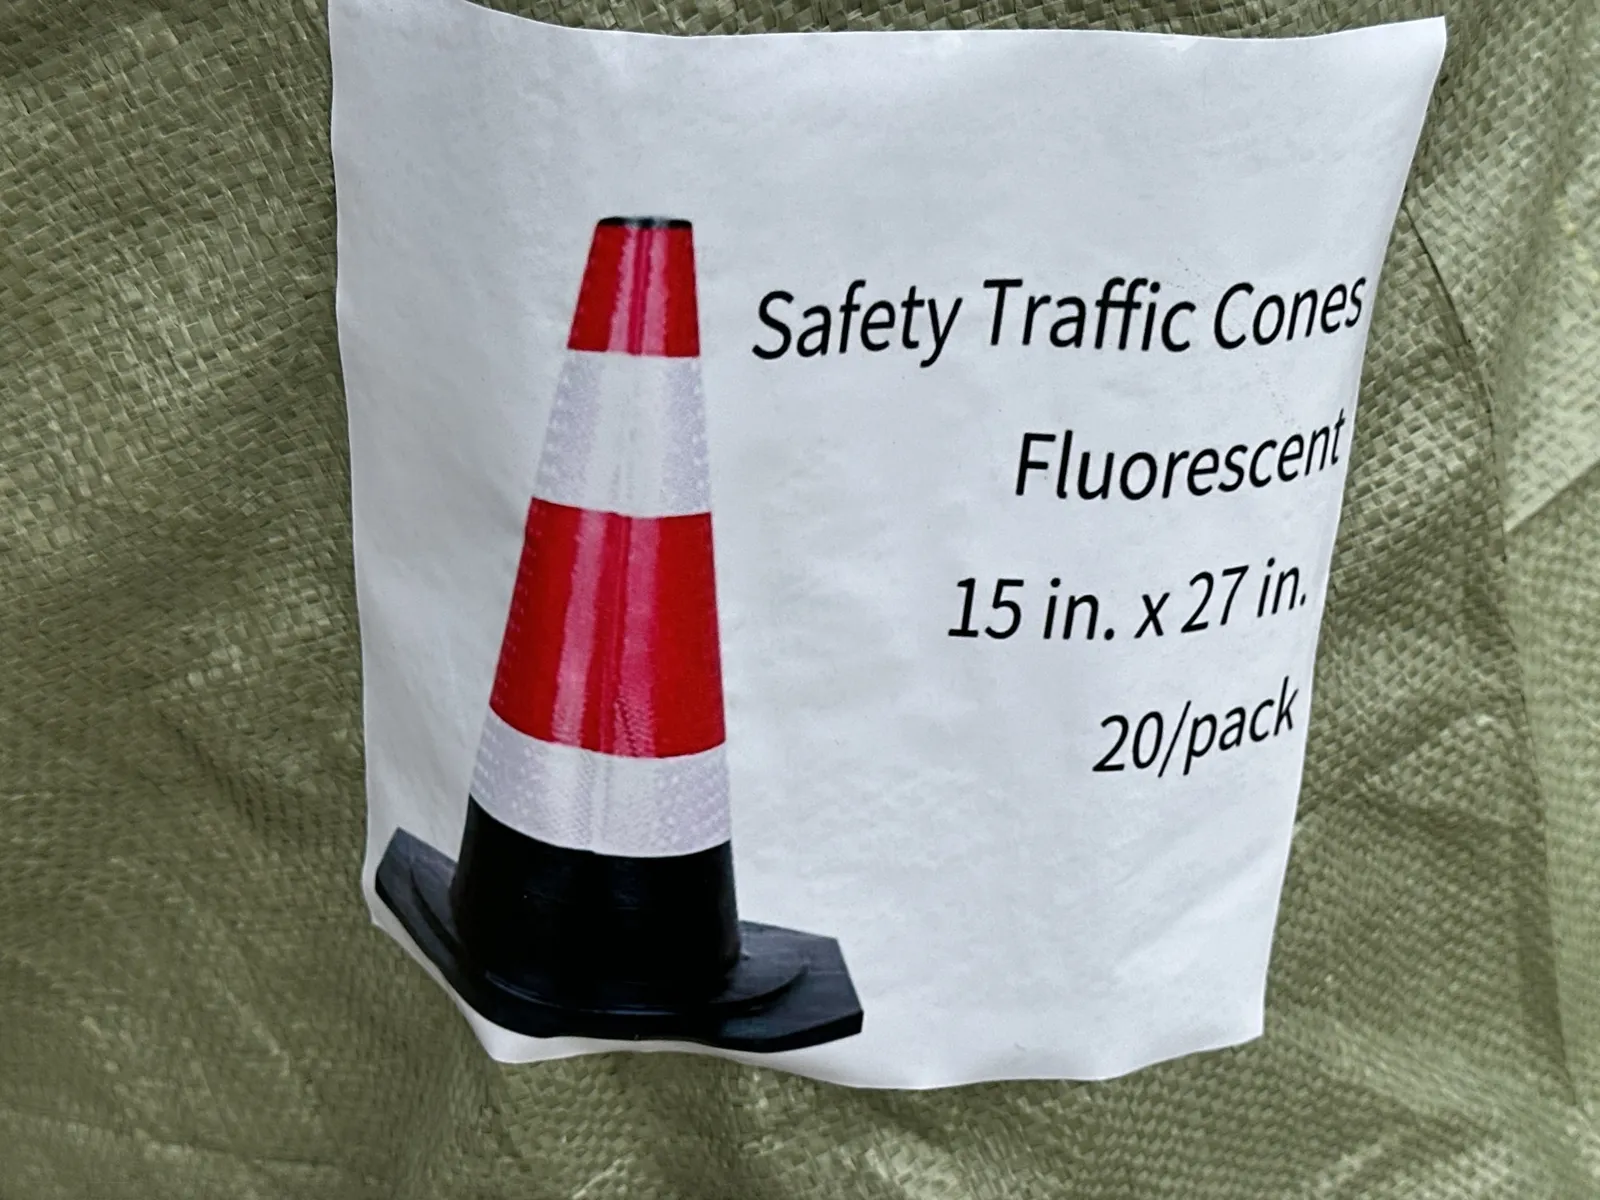 Safety Traffic Cones
Fluorescent
15 in. x 27 in.
20/pack